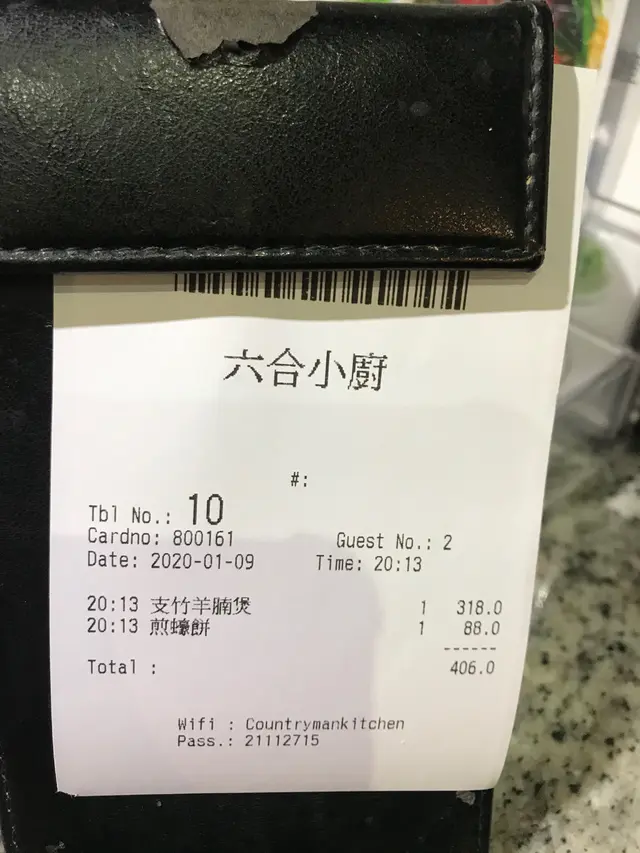 六合小廚
#:
Tbl No.: 10
Cardno: 800161 Guest No.: 2
Date: 2020-01-09 Time: 20:13
20:13 支竹羊腩煲 1 318.0
20:13 煎蠔餅 1 88.0
------
Total : 406.0
Wifi : Countrymankitchen
Pass.: 21112715